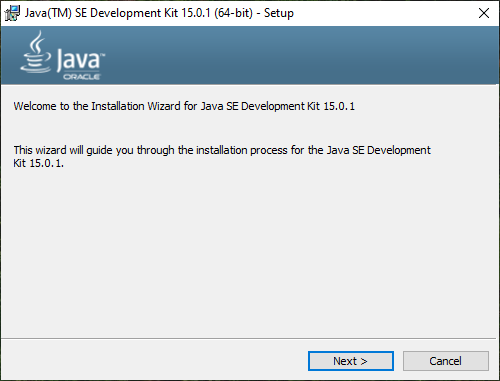 Java(TM) SE Development Kit 15.0.1 (64-bit) - Setup
Java™
ORACLE
Welcome to the Installation Wizard for Java SE Development Kit 15.0.1
This wizard will guide you through the installation process for the Java SE Development
Kit 15.0.1.
Next >
Cancel